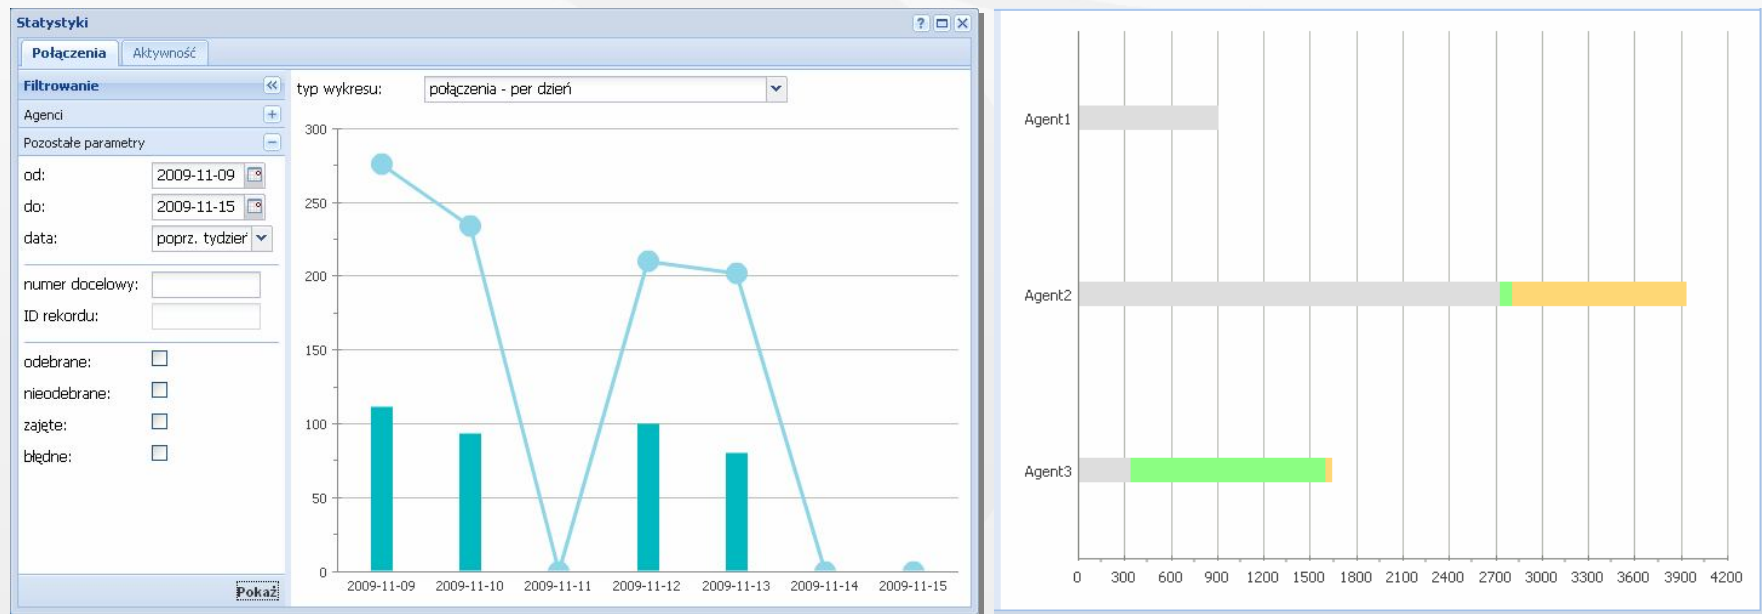 Statystyki
Połączenia Aktywność
Filtrowanie
Agenci
Pozostałe parametry
od: 2009-11-09
do: 2009-11-15
data: poprz. tydzień
numer docelowy:
ID rekordu:
odebrane:
nieodebrane:
zajęte:
błędne:
Pokaż
typ wykresu: połączenia - per dzień
300
250
200
150
100
50
0
2009-11-09 2009-11-10 2009-11-11 2009-11-12 2009-11-13 2009-11-14 2009-11-15
Agent1
Agent2
Agent3
0 300 600 900 1200 1500 1800 2100 2400 2700 3000 3300 3600 3900 4200